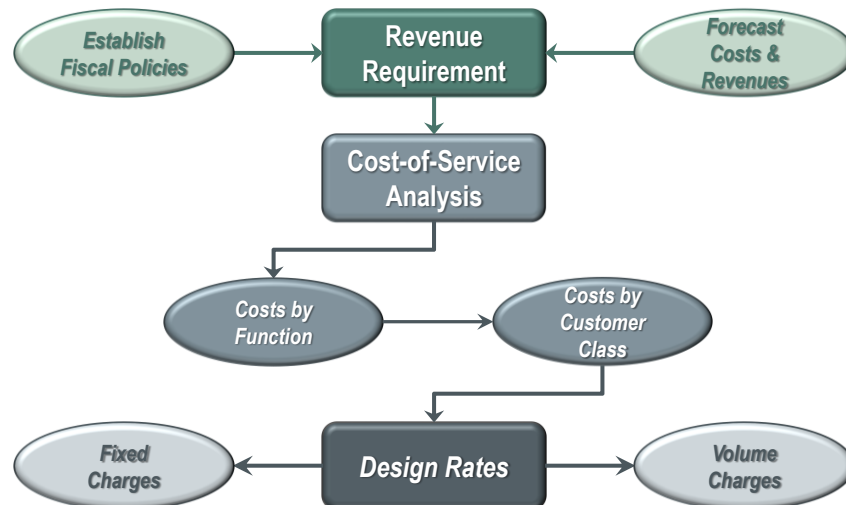 Establish
Fiscal Policies
Revenue
Requirement
Forecast
Costs &
Revenues
Cost-of-Service
Analysis
Costs by
Function
Costs by
Customer
Class
Fixed
Charges
Design Rates
Volume
Charges